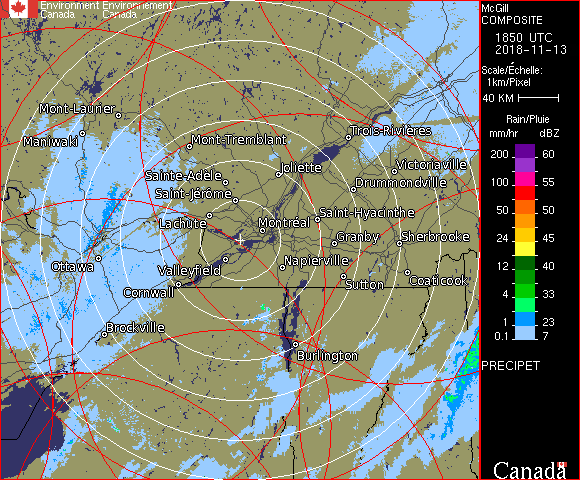 Environment Environnement
Canada Canada
McGill
COMPOSITE
1850 UTC
2018-11-13
Scale/Échelle:
1km/Pixel
40 KM
Rain/Pluie
mm/hr dBZ
200 60
100 55
50 50
24 45
12 40
4 33
1 23
0.1 7
PRECIPET
Canada
Mont-Laurier
Maniwaki
Mont-Tremblant
Trois-Rivières
Joliette
Victoriaville
Sainte-Adèle
Drummondville
Saint-Jérôme
Saint-Hyacinthe
Lachute
Montréal
Granby
Sherbrooke
Ottawa
Valleyfield
Napierville
Sutton
Coaticook
Cornwall
Brockville
Burlington